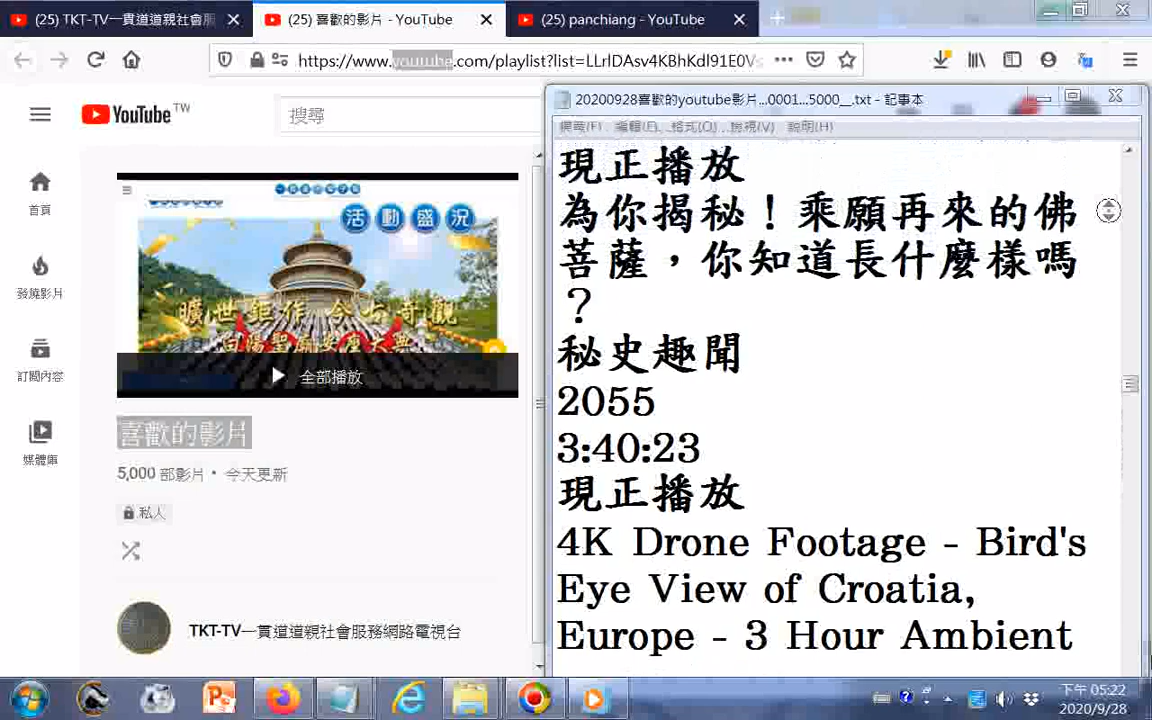 (25) TKT-TV一貫道道親社會服
(25) 喜歡的影片 - YouTube
(25) panchiang - YouTube
https://www.youtube.com/playlist?list=LLrlDAsv4KBhKdl91E0Vs
YouTube TW
搜尋
首頁
發燒影片
訂閱內容
媒體庫
活動盛況
曠世鉅作 今古奇觀
全部播放
喜歡的影片
5,000 部影片 • 今天更新
私人
TKT-TV一貫道道親社會服務網路電視台
20200928喜歡的youtube影片...0001...5000__.txt - 記事本
檔案(F) 編輯(E) 格式(O) 檢視(V) 說明(H)
現正播放
為你揭秘！乘願再來的佛
菩薩，你知道長什麼樣嗎
？
秘史趣聞
2055
3:40:23
現正播放
4K Drone Footage - Bird's
Eye View of Croatia,
Europe - 3 Hour Ambient
下午 05:22
2020/9/28